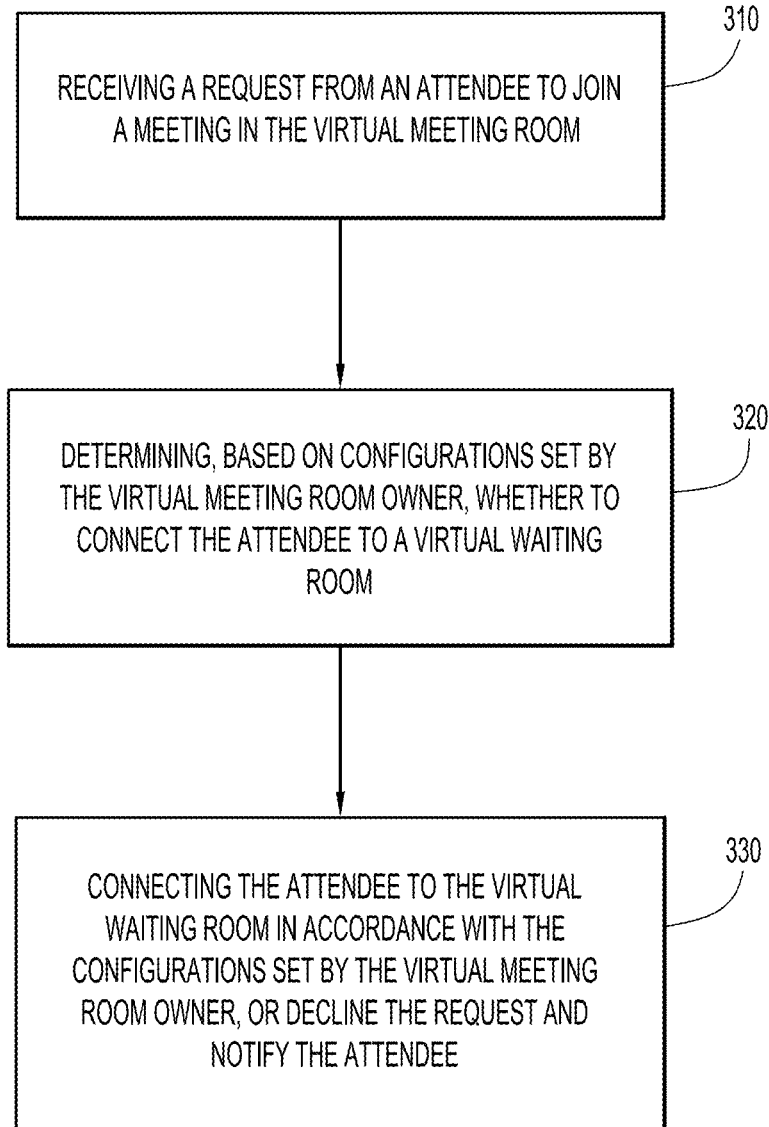 310
RECEIVING A REQUEST FROM AN ATTENDEE TO JOIN
A MEETING IN THE VIRTUAL MEETING ROOM
320
DETERMINING, BASED ON CONFIGURATIONS SET BY
THE VIRTUAL MEETING ROOM OWNER, WHETHER TO
CONNECT THE ATTENDEE TO A VIRTUAL WAITING
ROOM
330
CONNECTING THE ATTENDEE TO THE VIRTUAL
WAITING ROOM IN ACCORDANCE WITH THE
CONFIGURATIONS SET BY THE VIRTUAL MEETING
ROOM OWNER, OR DECLINE THE REQUEST AND
NOTIFY THE ATTENDEE